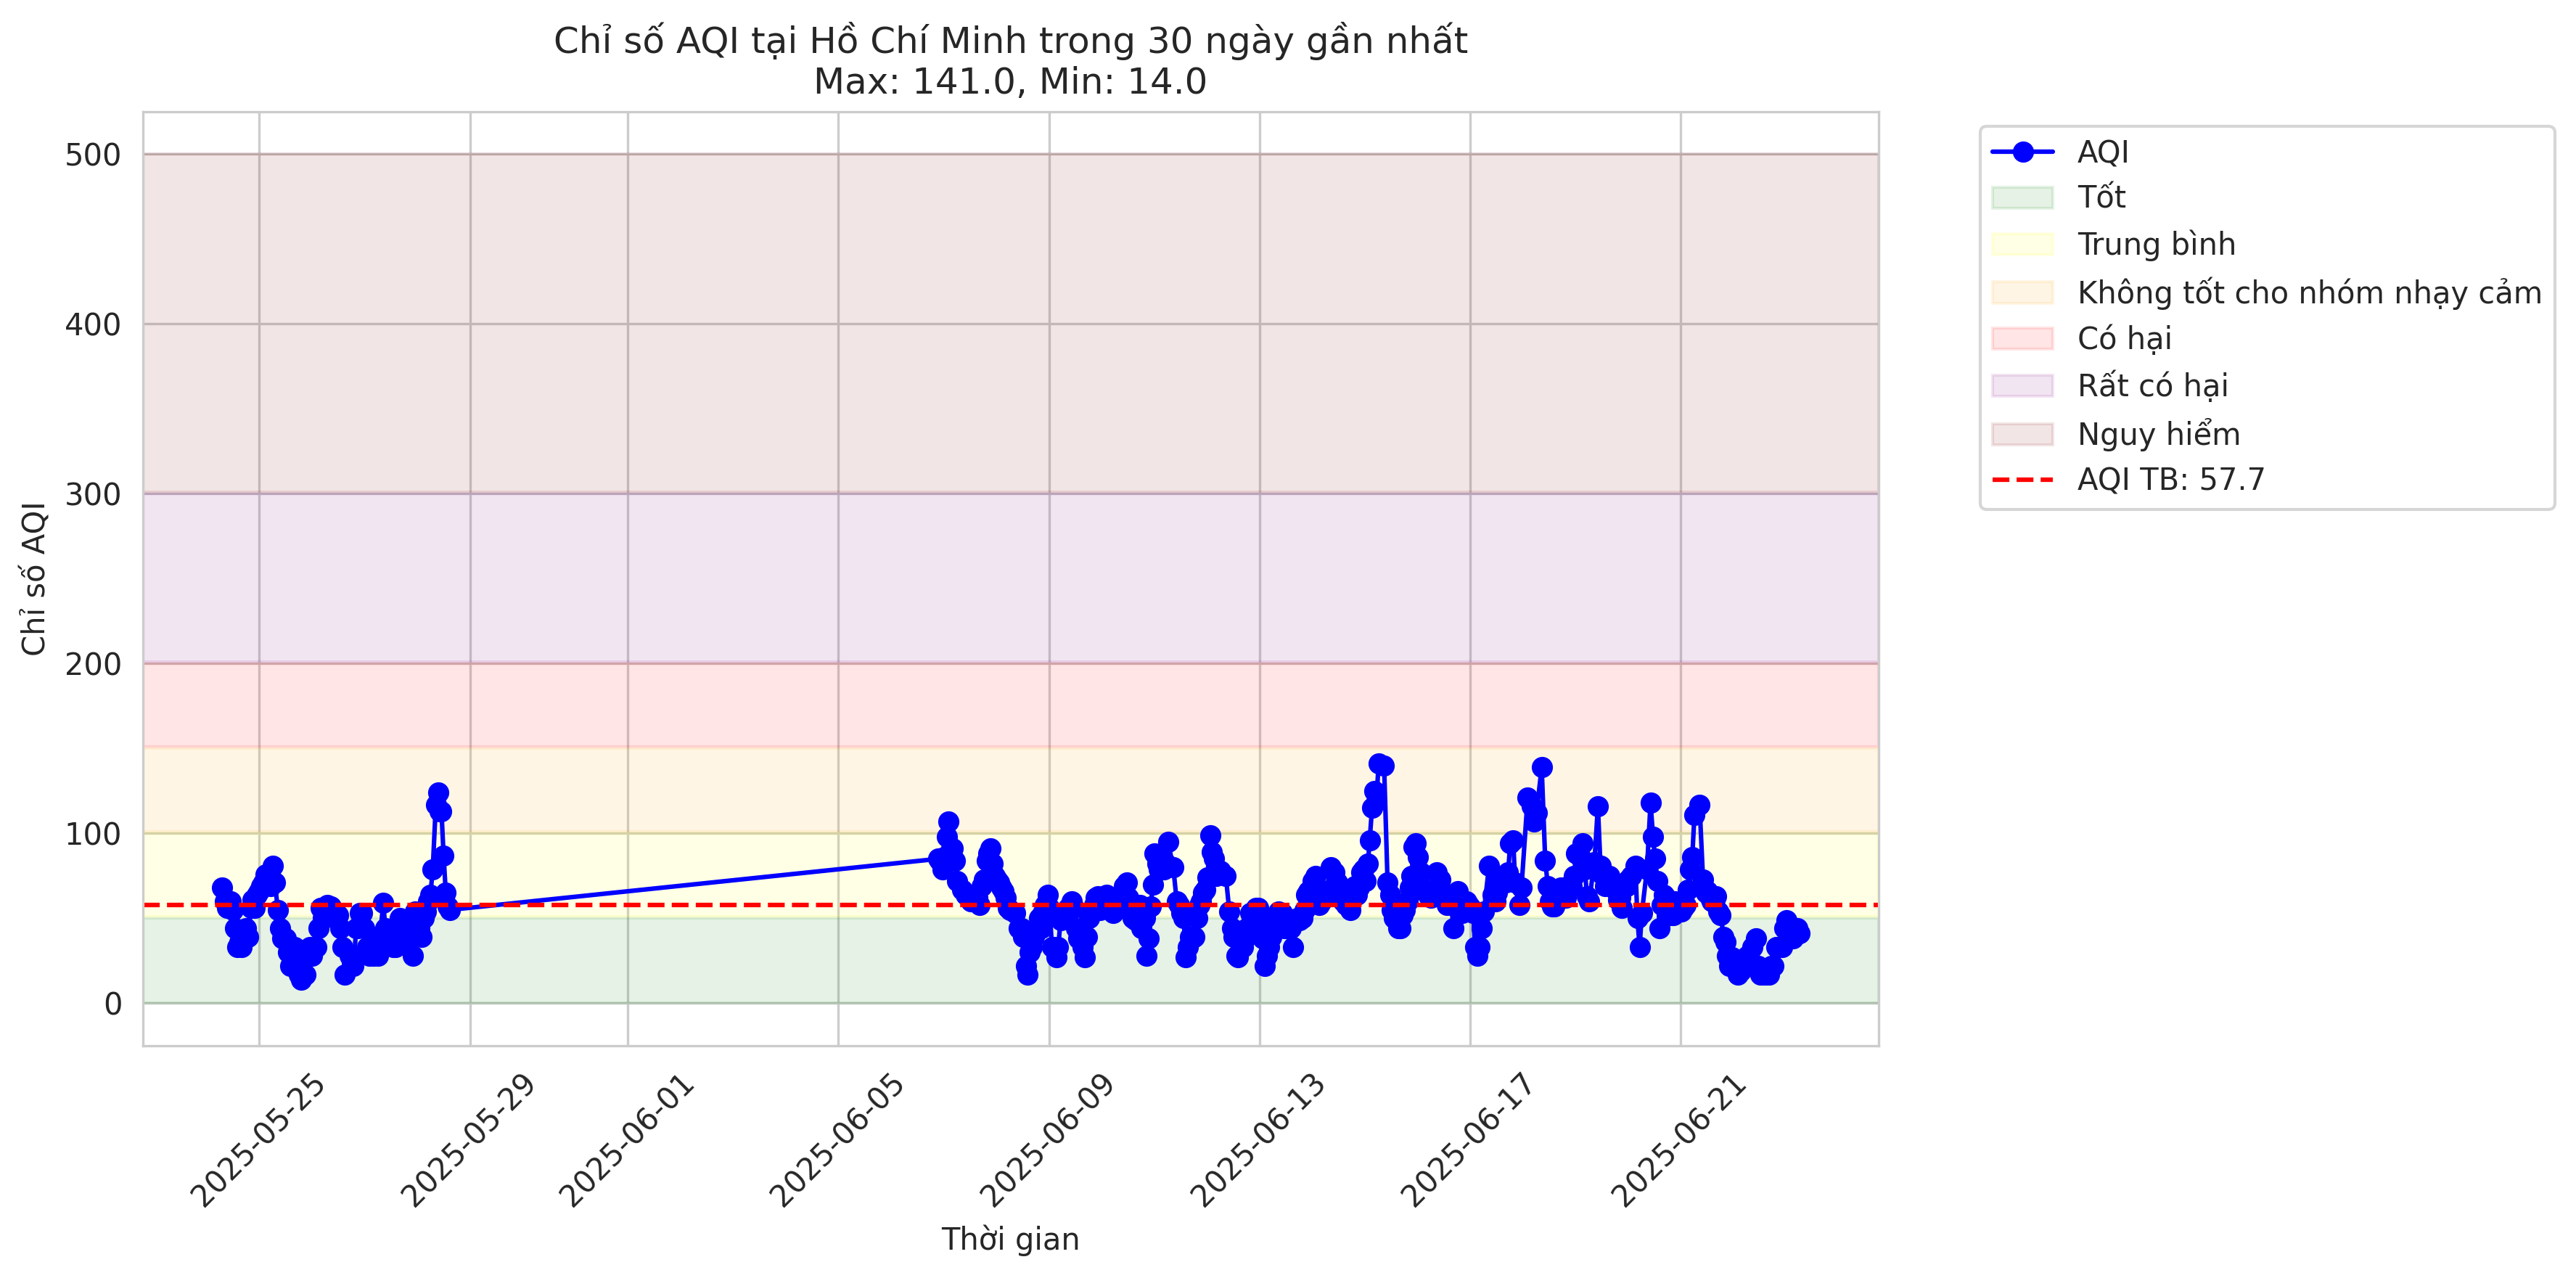 Chỉ số AQI tại Hồ Chí Minh trong 30 ngày gần nhất
Max: 141.0, Min: 14.0
Chỉ số AQI
500
400
300
200
100
0
2025-05-25
2025-05-29
2025-06-01
2025-06-05
2025-06-09
2025-06-13
2025-06-17
2025-06-21
Thời gian
AQI
Tốt
Trung bình
Không tốt cho nhóm nhạy cảm
Có hại
Rất có hại
Nguy hiểm
AQI TB: 57.7